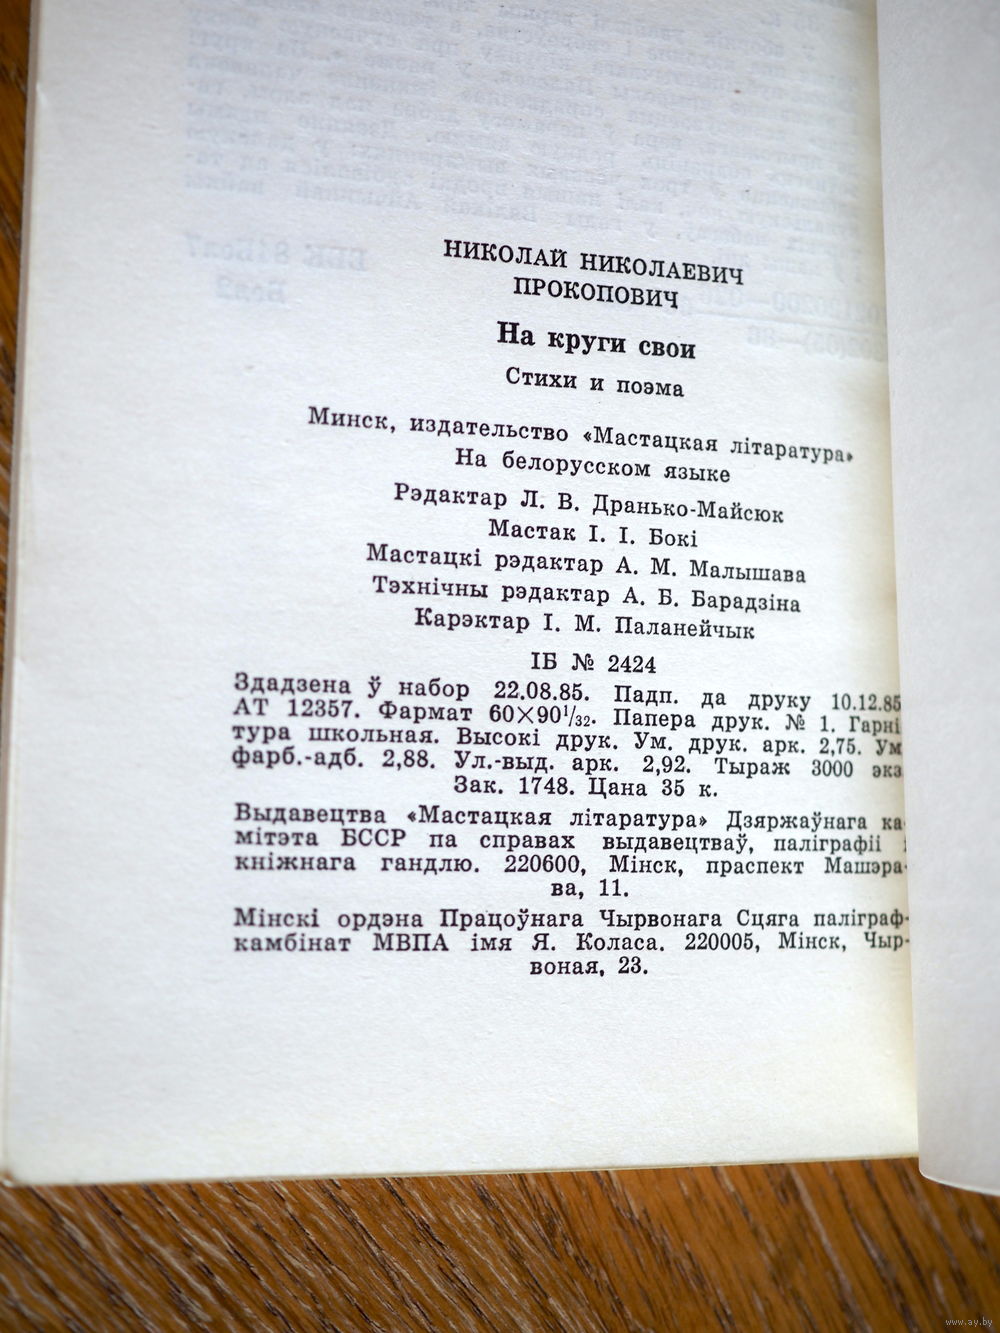 НИКОЛАЙ НИКОЛАЕВИЧ
ПРОКОПОВИЧ
На круги свои
Стихи и поэма
Минск, издательство «Мастацкая літаратура»
На белорусском языке
Рэдактар Л. В. Дранько-Майсюк
Мастак І. І. Бокі
Мастацкі рэдактар А. М. Малышава
Тэхнічны рэдактар А. Б. Барадзіна
Карэктар І. М. Паланейчык
ІБ № 2424
Здадзена ў набор 22.08.85. Падп. да друку 10.12.85
АТ 12357. Фармат 60×90¹/₃₂. Папера друк. № 1. Гарні
тура школьная. Высокі друк. Ум. друк. арк. 2,75. Ум
фарб.-адб. 2,88. Ул.-выд. арк. 2,92. Тыраж 3000 экз
Зак. 1748. Цана 35 к.
Выдавецтва «Мастацкая літаратура» Дзяржаўнага ка-
мітэта БССР па справах выдавецтваў, паліграфіі і
кніжнага гандлю. 220600, Мінск, праспект Машэра-
ва, 11.
Мінскі ордэна Працоўнага Чырвонага Сцяга паліграф-
камбінат МВПА імя Я. Коласа. 220005, Мінск, Чыр-
воная, 23.
www.ay.by